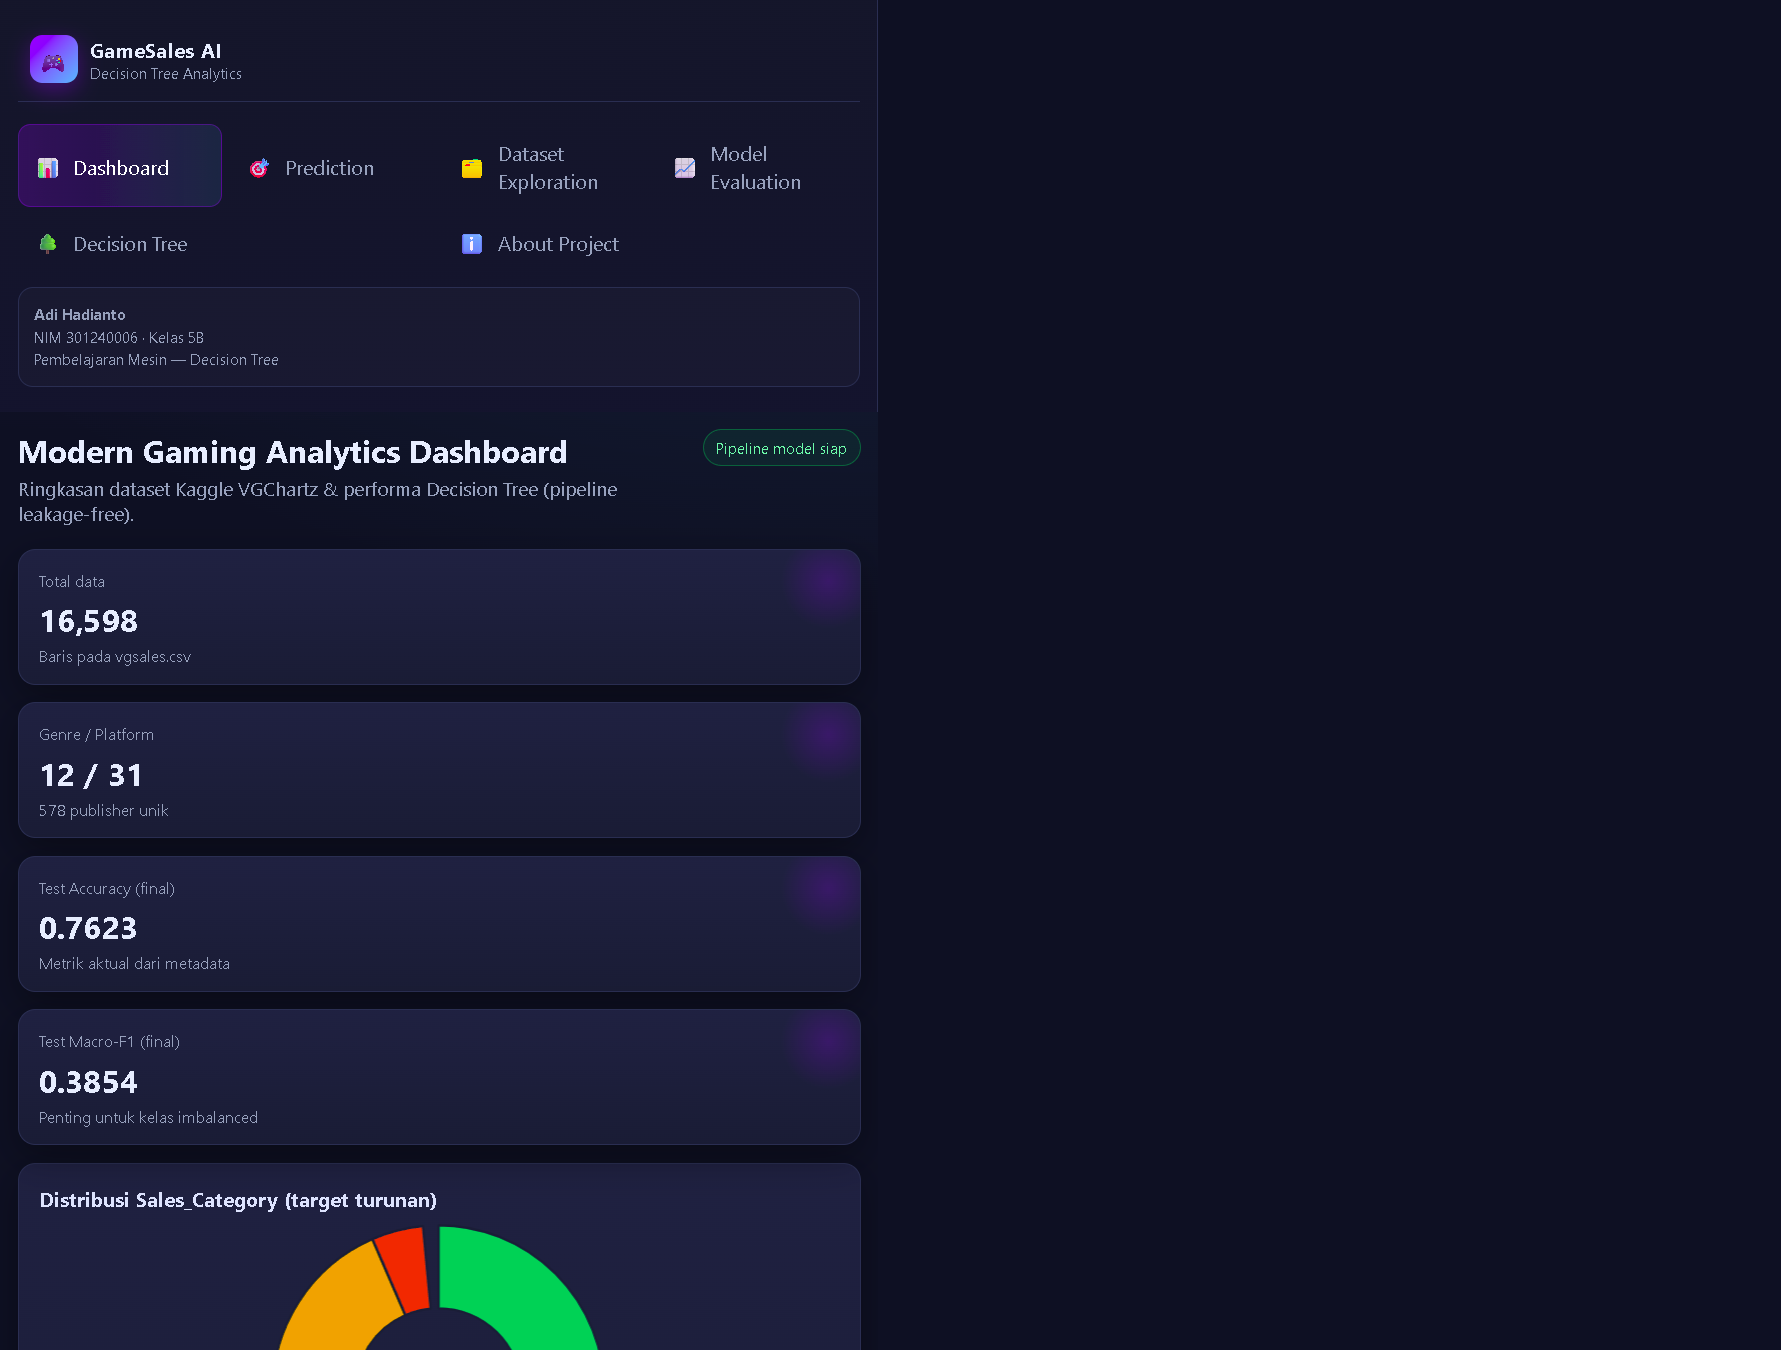 GameSales AI
Decision Tree Analytics
Dashboard
Prediction
Dataset
Exploration
Model
Evaluation
Decision Tree
About Project
Adi Hadianto
NIM 301240006 · Kelas 5B
Pembelajaran Mesin — Decision Tree
Modern Gaming Analytics Dashboard
Pipeline model siap
Ringkasan dataset Kaggle VGChartz & performa Decision Tree (pipeline
leakage-free).
Total data
16,598
Baris pada vgsales.csv
Genre / Platform
12 / 31
578 publisher unik
Test Accuracy (final)
0.7623
Metrik aktual dari metadata
Test Macro-F1 (final)
0.3854
Penting untuk kelas imbalanced
Distribusi Sales_Category (target turunan)